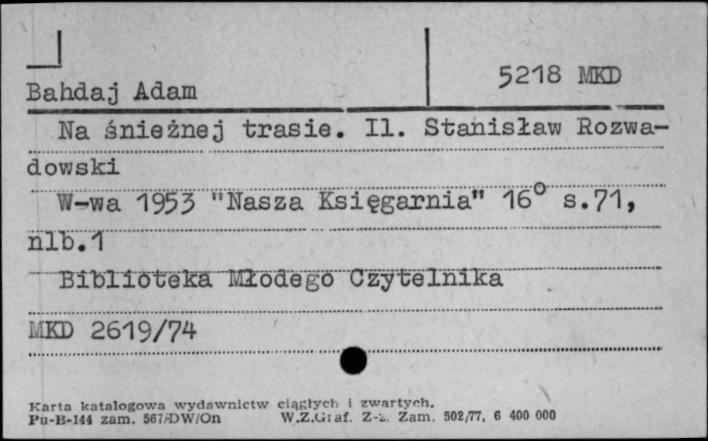 5218 MKD
Bahdaj Adam
Na śnieżnej trasie. Il. Stanisław Rozwa-
dowski
W-wa 1953 "Nasza Księgarnia" 16° s.71,
nlb.1
Biblioteka Młodego Czytelnika
MKD 2619/74
Karta katalogowa wydawnictw ciągłych i zwartych.
Pu-B-144 zam. 567/DW/On W.Z.Graf. Z-2. Zam. 502/77, 6 400 000